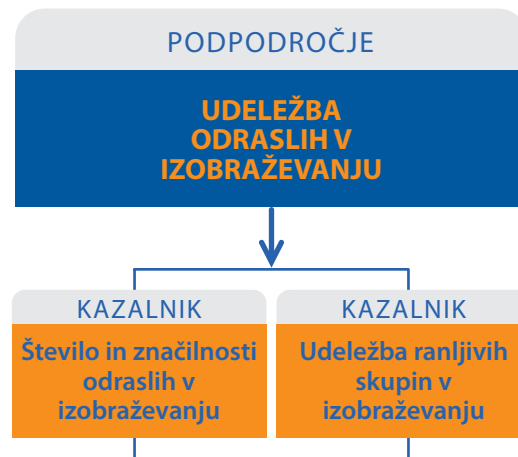 PODPODROČJE
UDELEŽBA
ODRASLIH V
IZOBRAŽEVANJU
KAZALNIK
Število in značilnosti
odraslih v
izobraževanju
KAZALNIK
Udeležba ranljivih
skupin v
izobraževanju